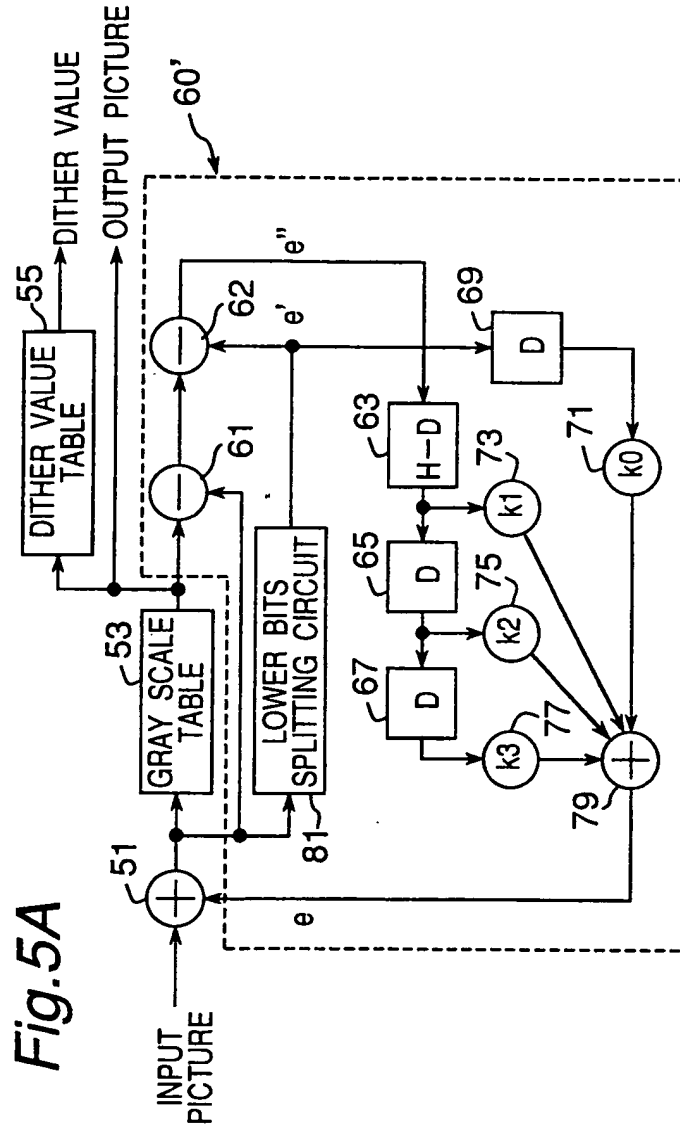 Fig.5A
INPUT
PICTURE
51
e
53
GRAY SCALE
TABLE
55
DITHER VALUE
TABLE
DITHER VALUE
OUTPUT PICTURE
60'
61
62
e"
e'
81
LOWER BITS
SPLITTING CIRCUIT
63
H-D
65
D
67
D
69
D
71
k0
73
k1
75
k2
77
k3
79